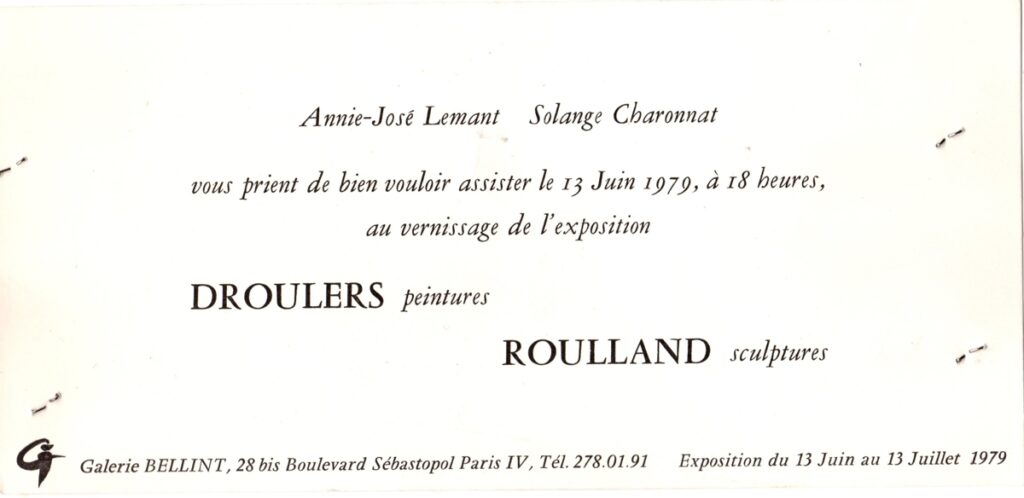 Annie-José Lemant Solange Charonnat
vous prient de bien vouloir assister le 13 Juin 1979, à 18 heures,
au vernissage de l'exposition
DROULERS peintures
ROULLAND sculptures
Galerie BELLINT, 28 bis Boulevard Sébastopol Paris IV, Tél. 278.01.91 Exposition du 13 Juin au 13 Juillet 1979